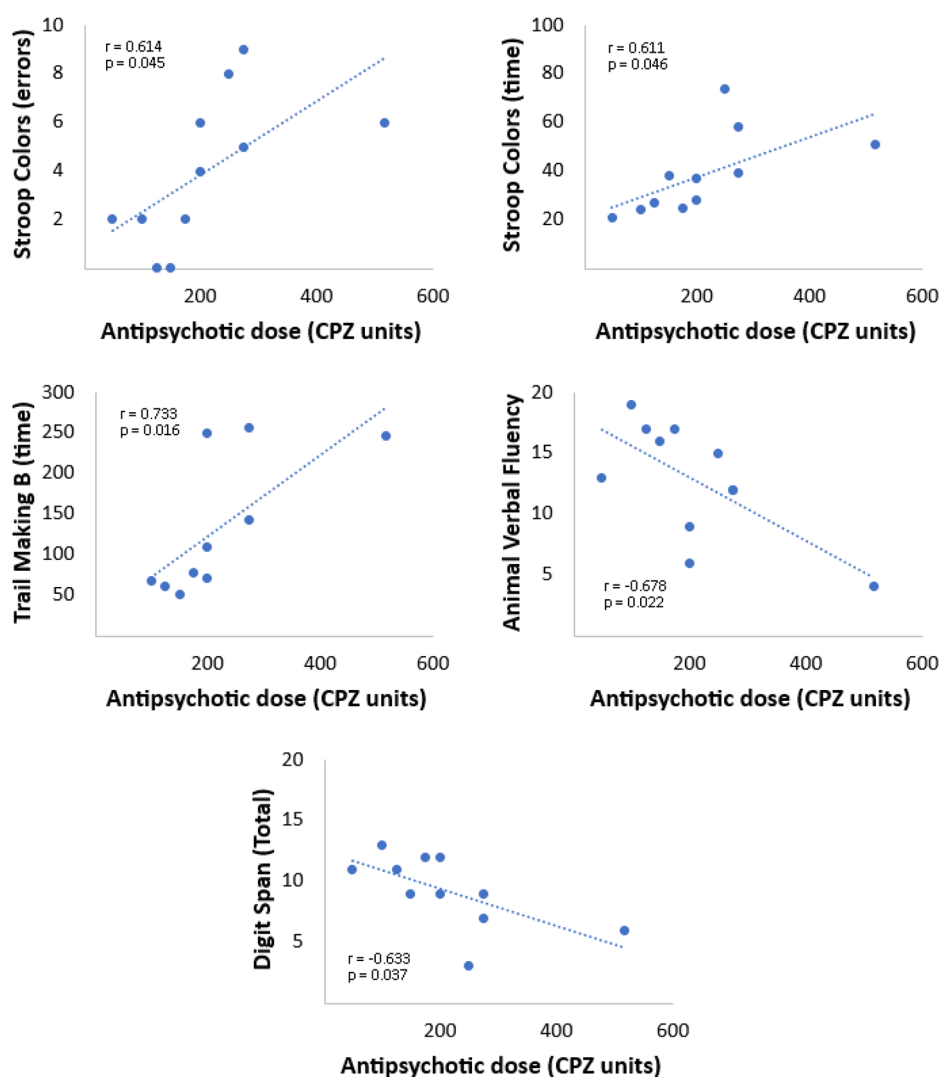 10
8
6
4
2
r = 0.614
p = 0.045
Stroop Colors (errors)
200 400 600
Antipsychotic dose (CPZ units)
100
80
60
40
20
r = 0.611
p = 0.046
Stroop Colors (time)
200 400 600
Antipsychotic dose (CPZ units)
300
250
200
150
100
50
r = 0.733
p = 0.016
Trail Making B (time)
200 400 600
Antipsychotic dose (CPZ units)
20
15
10
5
r = -0.678
p = 0.022
Animal Verbal Fluency
200 400 600
Antipsychotic dose (CPZ units)
20
15
10
5
r = -0.633
p = 0.037
Digit Span (Total)
200 400 600
Antipsychotic dose (CPZ units)